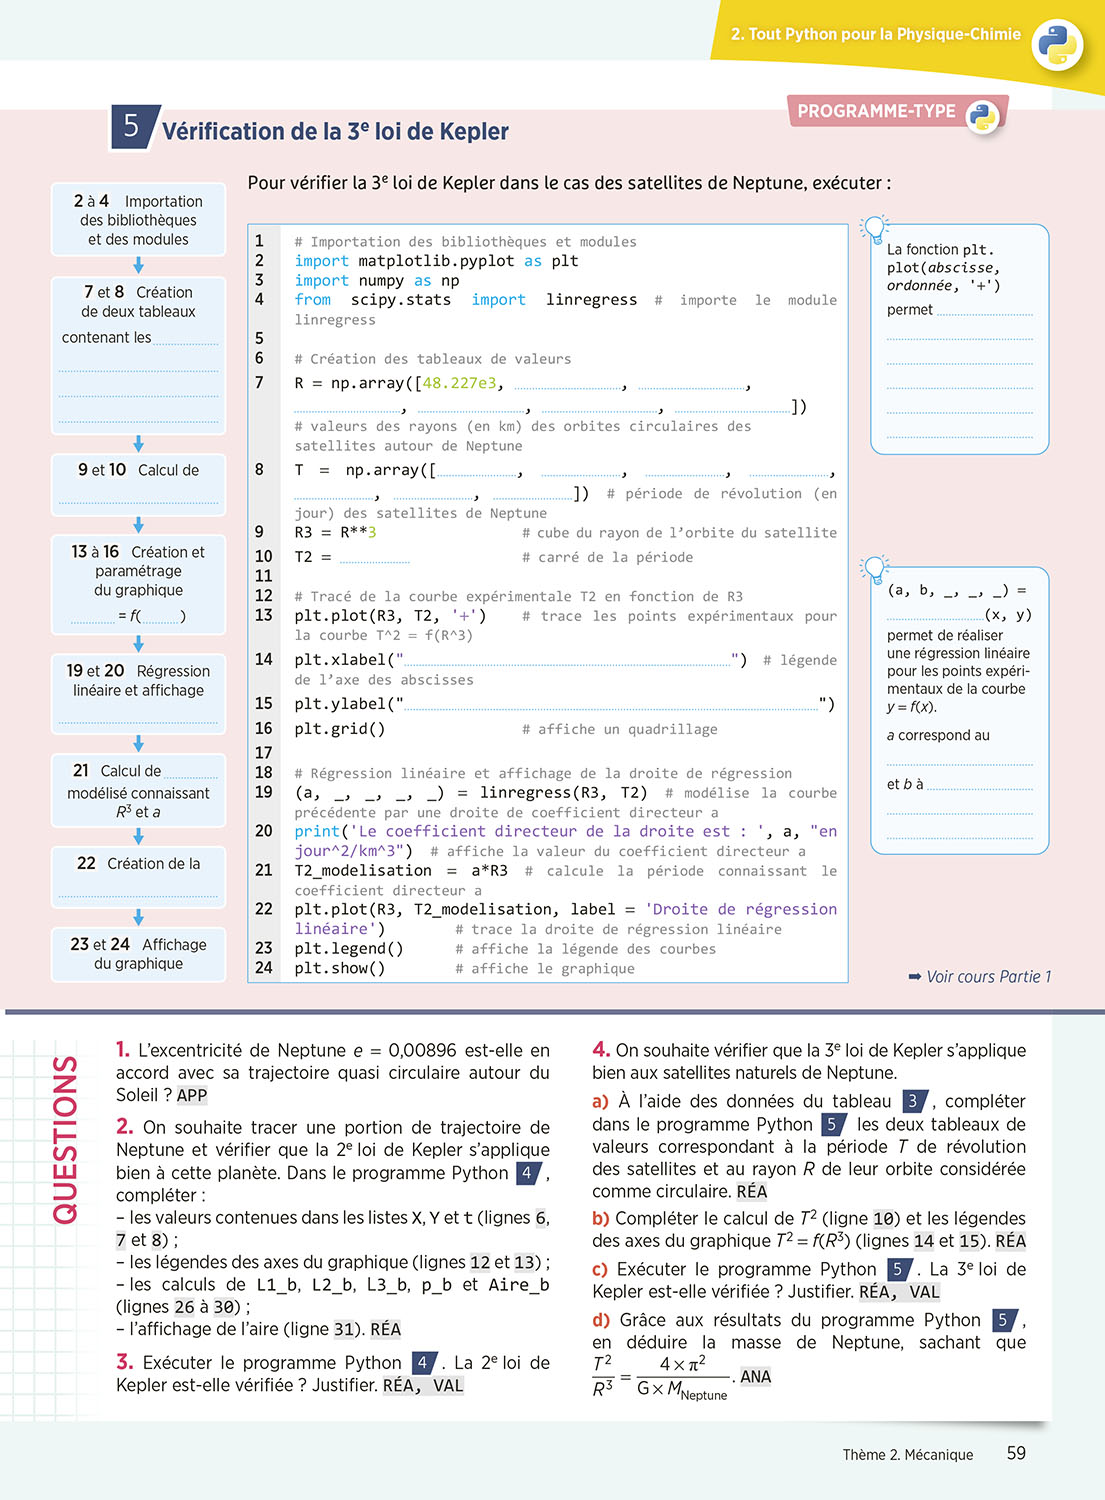 2. Tout Python pour la Physique-Chimie
PROGRAMME-TYPE
5 Vérification de la 3e loi de Kepler
Pour vérifier la 3e loi de Kepler dans le cas des satellites de Neptune, exécuter :
2 à 4 Importation
des bibliothèques
et des modules
7 et 8 Création
de deux tableaux
contenant les
9 et 10 Calcul de
13 à 16 Création et
paramétrage
du graphique
= f( )
19 et 20 Régression
linéaire et affichage
21 Calcul de
modélisé connaissant
R³ et a
22 Création de la
23 et 24 Affichage
du graphique
1 # Importation des bibliothèques et modules
2 import matplotlib.pyplot as plt
3 import numpy as np
4 from scipy.stats import linregress # importe le module
linregress
5
6 # Création des tableaux de valeurs
7 R = np.array([48.227e3, , ,
, , , ])
# valeurs des rayons (en km) des orbites circulaires des
satellites autour de Neptune
8 T = np.array([ , , , ,
, , ]) # période de révolution (en
jour) des satellites de Neptune
9 R3 = R**3 # cube du rayon de l'orbite du satellite
10 T2 = # carré de la période
11
12 # Tracé de la courbe expérimentale T2 en fonction de R3
13 plt.plot(R3, T2, '+') # trace les points expérimentaux pour
la courbe T^2 = f(R^3)
14 plt.xlabel(" ") # légende
de l'axe des abscisses
15 plt.ylabel(" ")
16 plt.grid() # affiche un quadrillage
17
18 # Régression linéaire et affichage de la droite de régression
19 (a, _, _, _, _) = linregress(R3, T2) # modélise la courbe
précédente par une droite de coefficient directeur a
20 print('Le coefficient directeur de la droite est : ', a, "en
jour^2/km^3") # affiche la valeur du coefficient directeur a
21 T2_modelisation = a*R3 # calcule la période connaissant le
coefficient directeur a
22 plt.plot(R3, T2_modelisation, label = 'Droite de régression
linéaire') # trace la droite de régression linéaire
23 plt.legend() # affiche la légende des courbes
24 plt.show() # affiche le graphique
La fonction plt.
plot(abscisse,
ordonnée, '+')
permet
(a, b, _, _, _) =
(x, y)
permet de réaliser
une régression linéaire
pour les points expéri-
mentaux de la courbe
y = f(x).
a correspond au
et b à
➡ Voir cours Partie 1
QUESTIONS
1. L'excentricité de Neptune e = 0,00896 est-elle en
accord avec sa trajectoire quasi circulaire autour du
Soleil ? APP
2. On souhaite tracer une portion de trajectoire de
Neptune et vérifier que la 2e loi de Kepler s'applique
bien à cette planète. Dans le programme Python 4 ,
compléter :
– les valeurs contenues dans les listes X, Y et t (lignes 6,
7 et 8) ;
– les légendes des axes du graphique (lignes 12 et 13) ;
– les calculs de L1_b, L2_b, L3_b, p_b et Aire_b
(lignes 26 à 30) ;
– l'affichage de l'aire (ligne 31). RÉA
3. Exécuter le programme Python 4 . La 2e loi de
Kepler est-elle vérifiée ? Justifier. RÉA, VAL
4. On souhaite vérifier que la 3e loi de Kepler s'applique
bien aux satellites naturels de Neptune.
a) À l'aide des données du tableau 3 , compléter
dans le programme Python 5 les deux tableaux de
valeurs correspondant à la période T de révolution
des satellites et au rayon R de leur orbite considérée
comme circulaire. RÉA
b) Compléter le calcul de T² (ligne 10) et les légendes
des axes du graphique T² = f(R³) (lignes 14 et 15). RÉA
c) Exécuter le programme Python 5 . La 3e loi de
Kepler est-elle vérifiée ? Justifier. RÉA, VAL
d) Grâce aux résultats du programme Python 5 ,
en déduire la masse de Neptune, sachant que
T²/R³ = 4 × π²/G × M Neptune . ANA
Thème 2. Mécanique 59